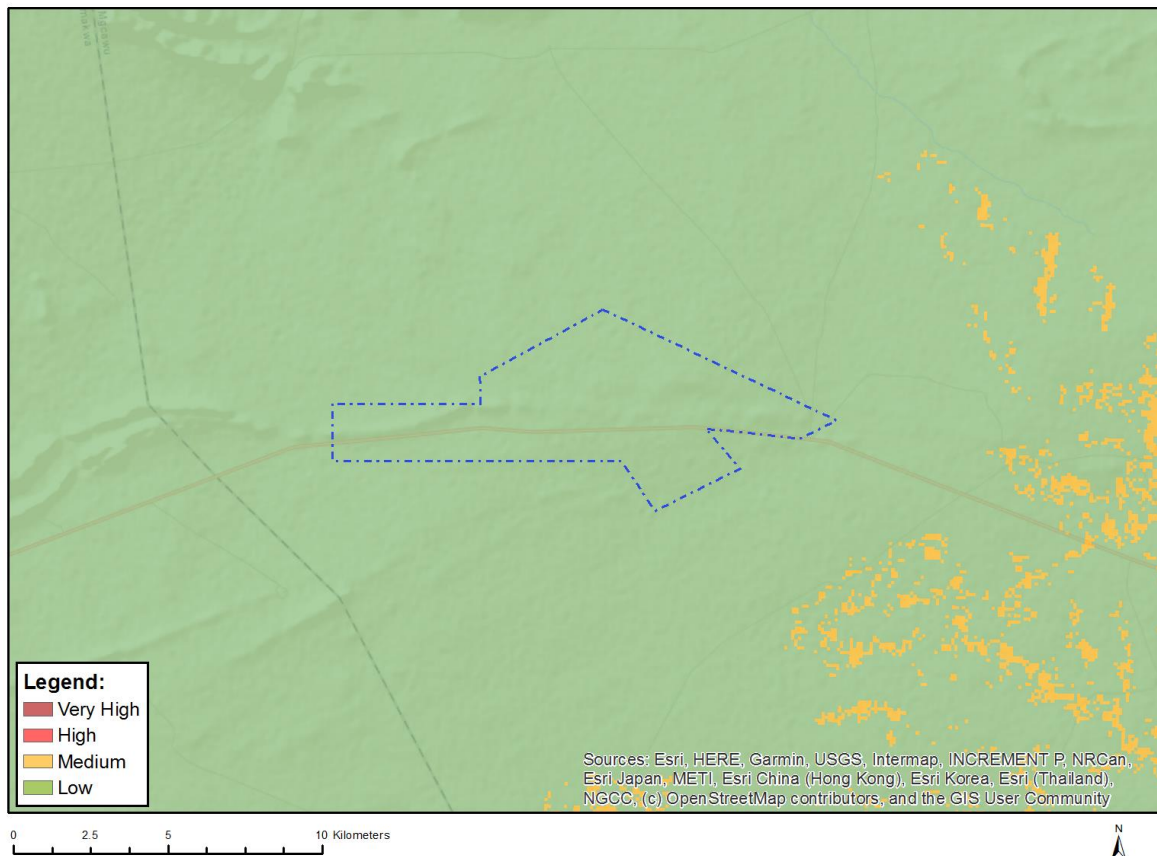 Mgcawu
Legend:
Very High
High
Medium
Low
Sources: Esri, HERE, Garmin, USGS, Intermap, INCREMENT P, NRCan,
Esri Japan, METI, Esri China (Hong Kong), Esri Korea, Esri (Thailand),
NGCC, (c) OpenStreetMap contributors, and the GIS User Community
0 2.5 5 10 Kilometers
N